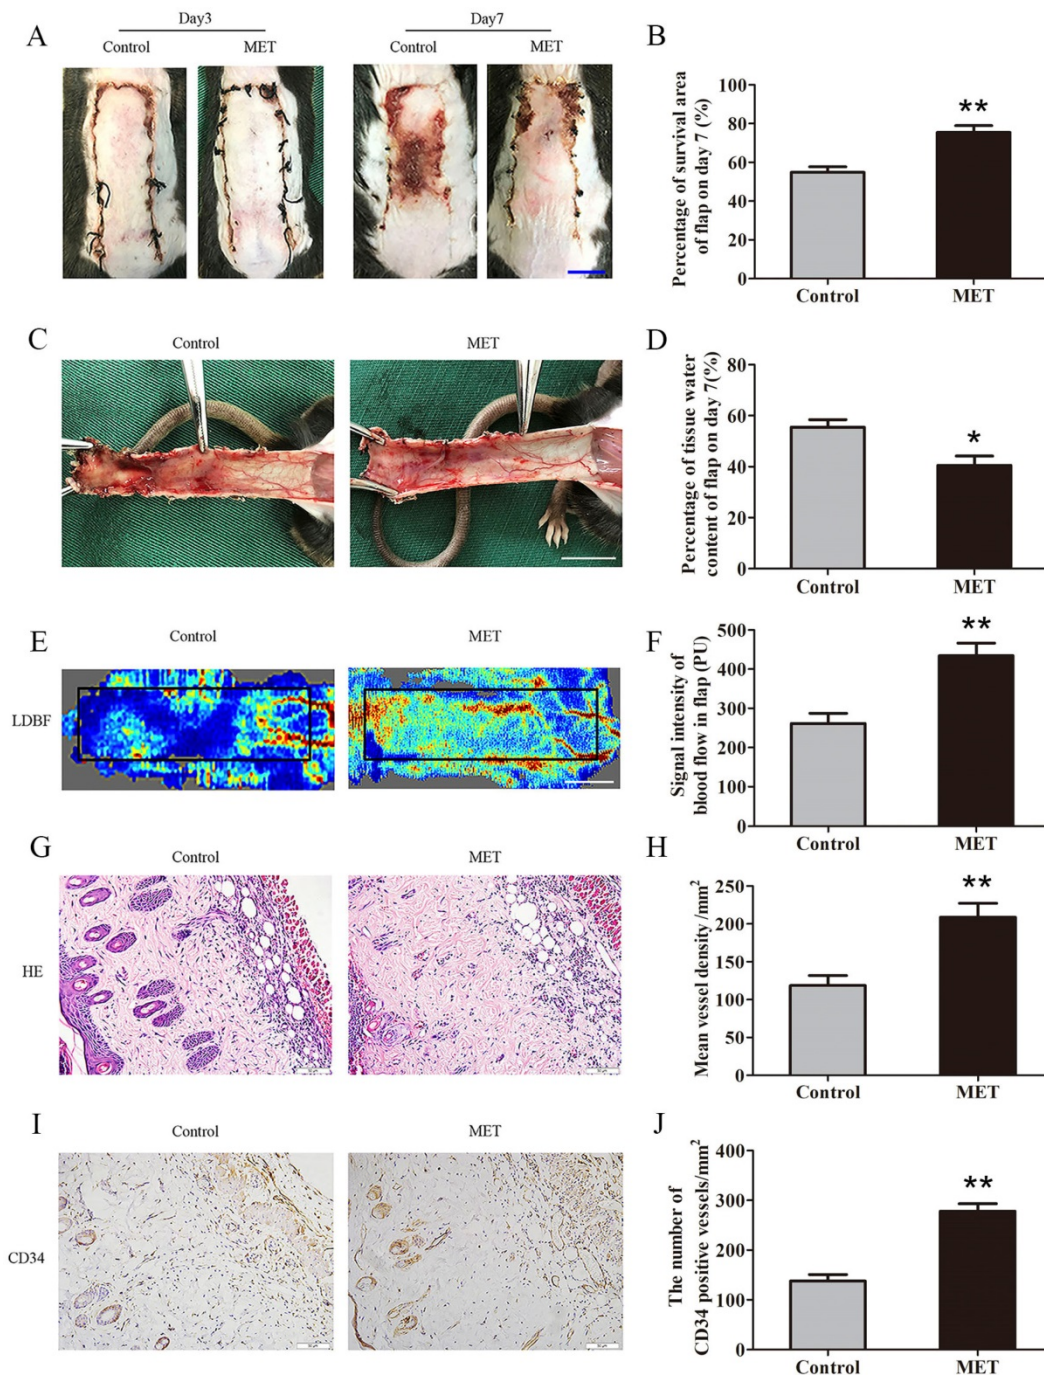 A
Day3
Day7
Control
MET
Control
MET
B
Percentage of survival area
of flap on day 7 (%)
100
80
60
40
20
0
**
Control
MET
C
Control
MET
D
Percentage of tissue water
content of flap on day 7(%)
80
60
40
20
0
*
Control
MET
E
Control
MET
LDBF
F
Signal intensity of
blood flow in flap (PU)
500
400
300
200
100
0
**
Control
MET
G
Control
MET
HE
H
Mean vessel density /mm²
250
200
150
100
50
0
**
Control
MET
I
Control
MET
CD34
J
The number of
CD34 positive vessels/mm²
400
300
200
100
0
**
Control
MET